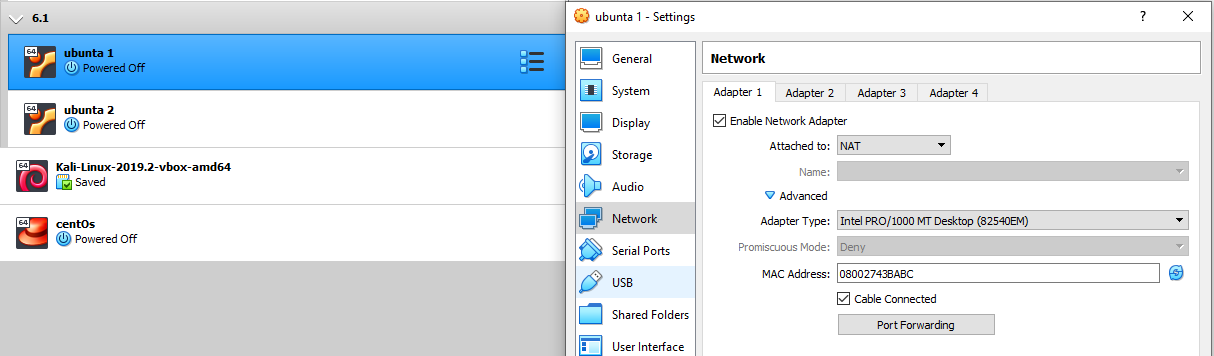 6.1
64
ubunta 1
Powered Off
64
ubunta 2
Powered Off
64
Kali-Linux-2019.2-vbox-amd64
Saved
64
centOs
Powered Off
ubunta 1 - Settings
?
General
System
Display
Storage
Audio
Network
Serial Ports
USB
Shared Folders
User Interface
Network
Adapter 1 Adapter 2 Adapter 3 Adapter 4
Enable Network Adapter
Attached to: NAT
Name:
Advanced
Adapter Type: Intel PRO/1000 MT Desktop (82540EM)
Promiscuous Mode: Deny
MAC Address: 08002743BABC
Cable Connected
Port Forwarding